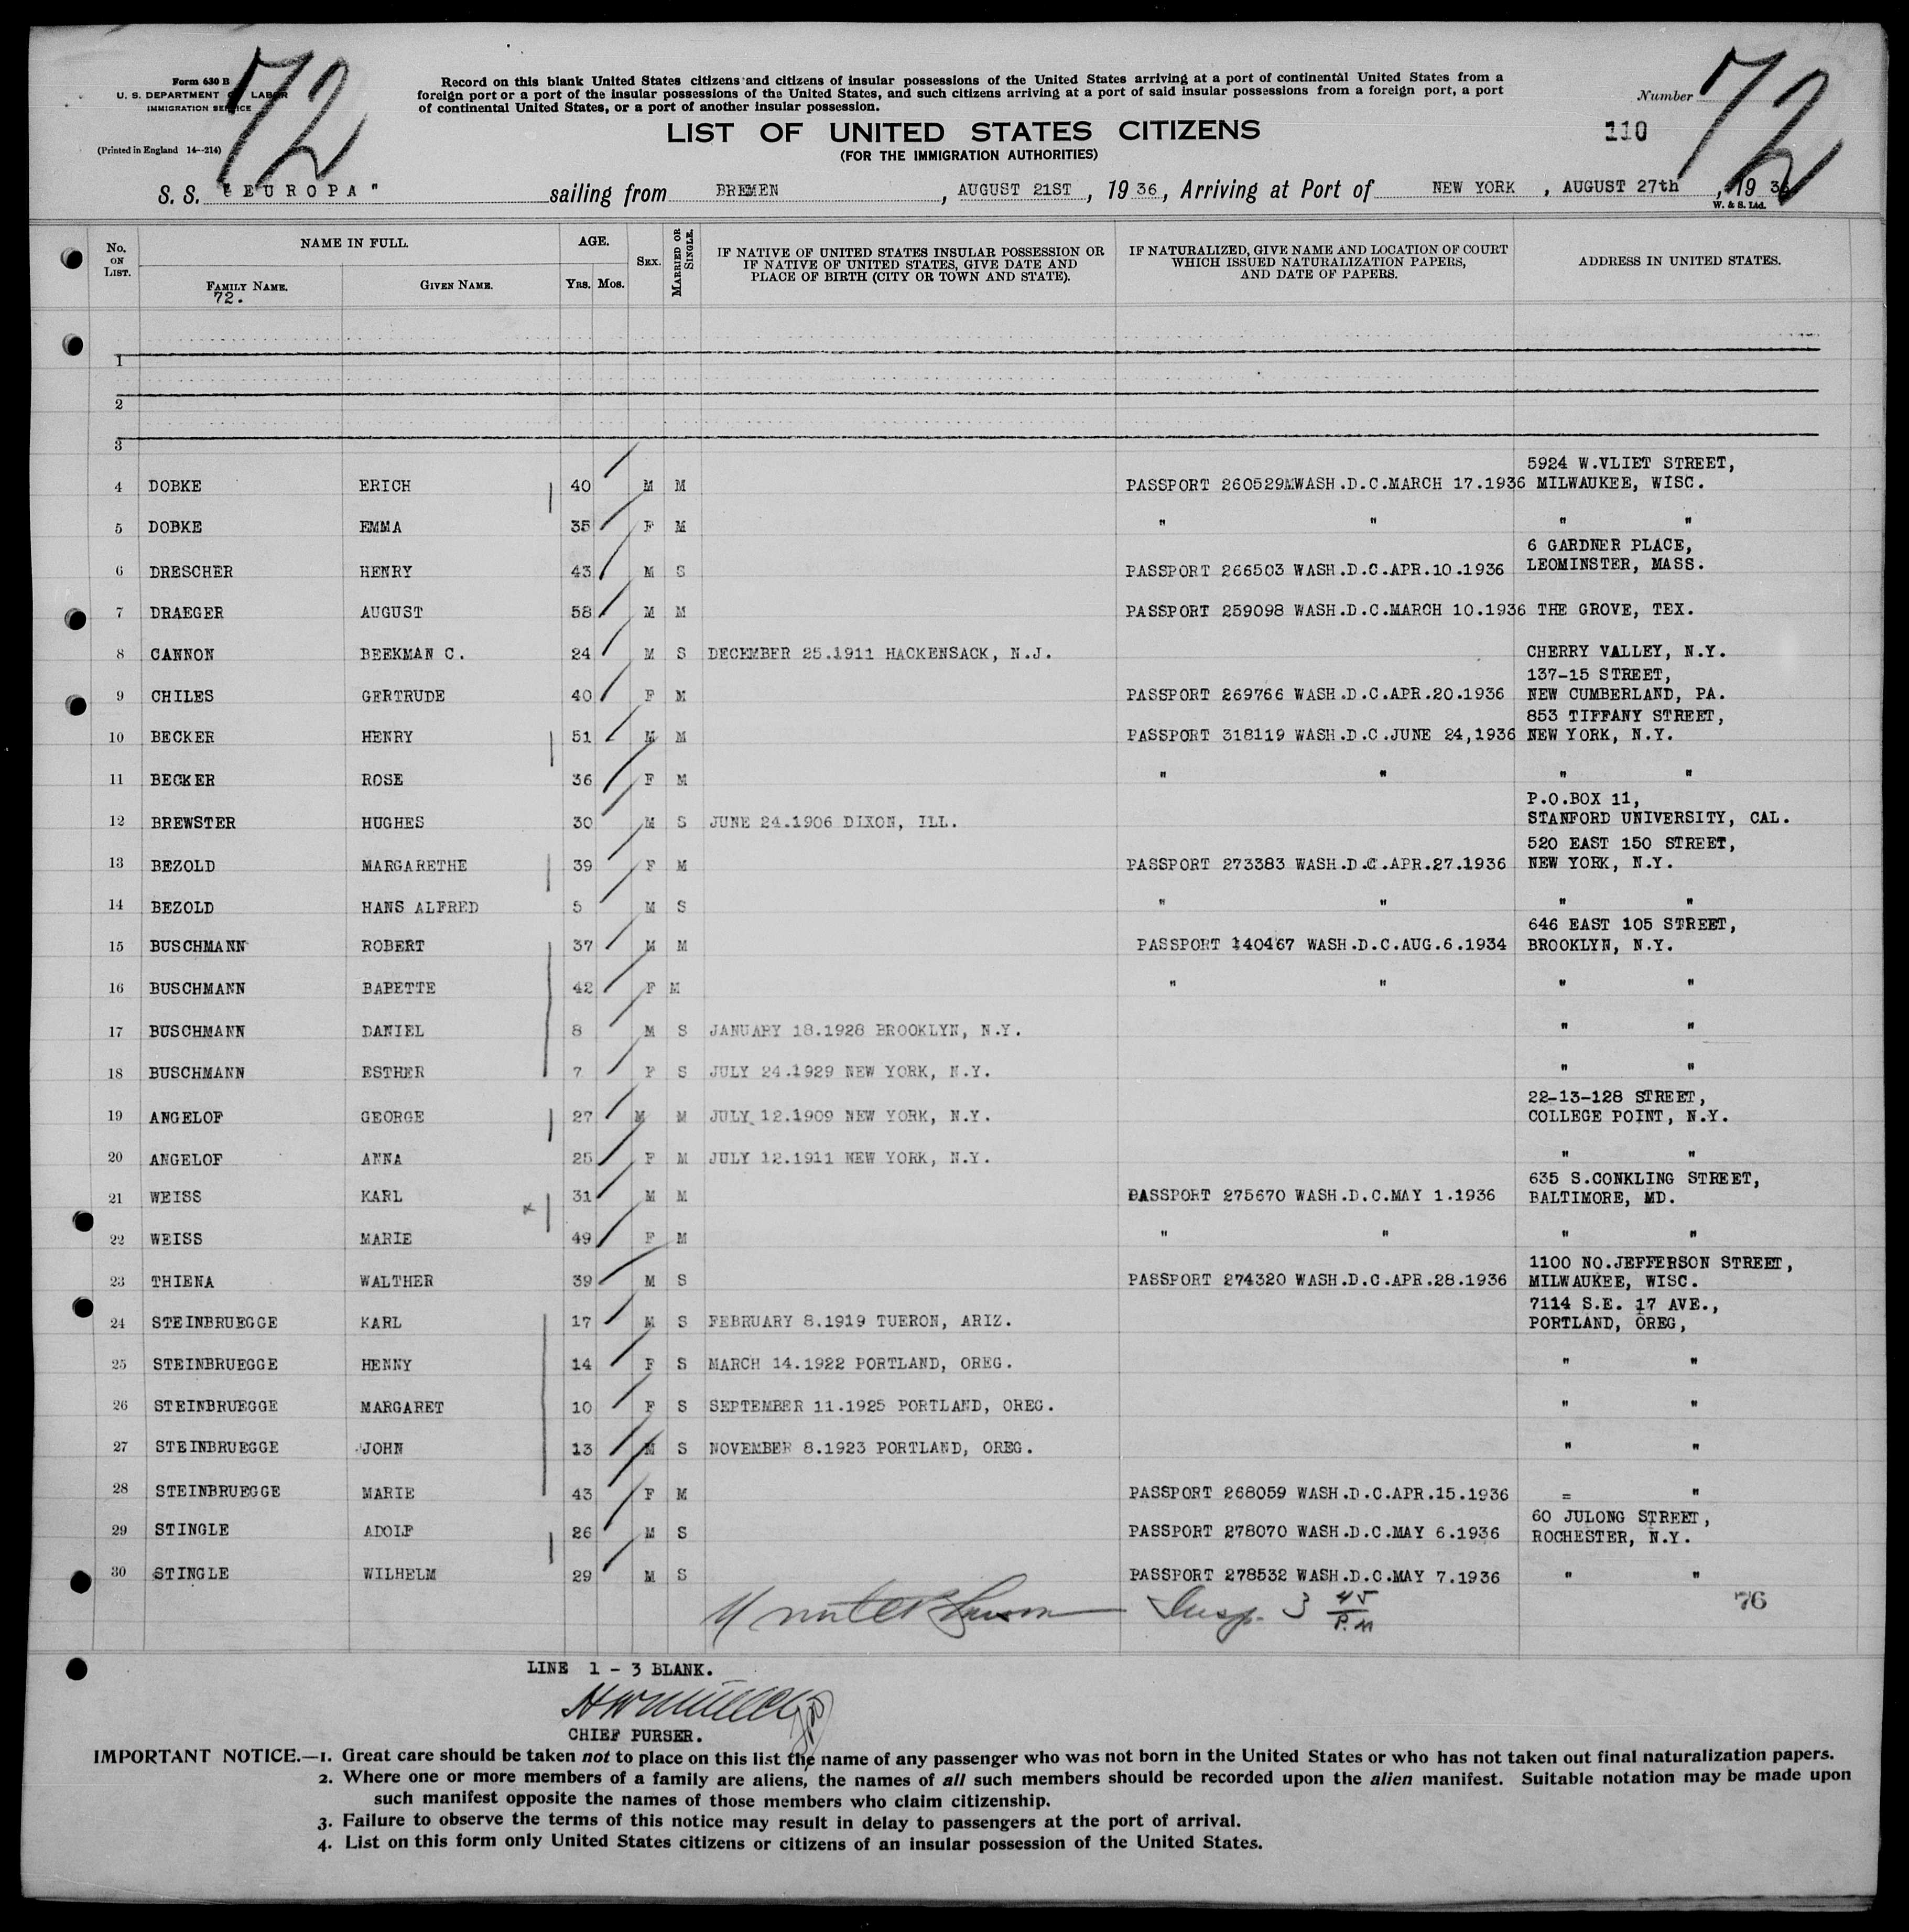 72
72
Form 630 B
U. S. DEPARTMENT OF LABOR
IMMIGRATION SERVICE
(Printed in England 14--214)
Record on this blank United States citizens and citizens of insular possessions of the United States arriving at a port of continental United States from a
foreign port or a port of the insular possessions of the United States, and such citizens arriving at a port of said insular possessions from a foreign port, a port
of continental United States, or a port of another insular possession.
Number
110
LIST OF UNITED STATES CITIZENS
(FOR THE IMMIGRATION AUTHORITIES)
S. S. "EUROPA" sailing from BREMEN, AUGUST 21ST, 1936, Arriving at Port of NEW YORK, AUGUST 27th, 1936
W. & S. Ltd.
No. ON LIST. NAME IN FULL. AGE. SEX. MARRIED OR SINGLE. IF NATIVE OF UNITED STATES INSULAR POSSESSION OR IF NATIVE OF UNITED STATES, GIVE DATE AND PLACE OF BIRTH (CITY OR TOWN AND STATE). IF NATURALIZED, GIVE NAME AND LOCATION OF COURT WHICH ISSUED NATURALIZATION PAPERS, AND DATE OF PAPERS. ADDRESS IN UNITED STATES.
FAMILY NAME. GIVEN NAME. Yrs. Mos.
72.
1
2
3
5924 W.VLIET STREET,
4 DOBKE ERICH 40 M M PASSPORT 260529 WASH.D.C.MARCH 17.1936 MILWAUKEE, WISC.
5 DOBKE EMMA 35 F M " " " "
6 GARDNER PLACE,
6 DRESCHER HENRY 43 M S PASSPORT 266503 WASH.D.C.APR.10.1936 LEOMINSTER, MASS.
7 DRAEGER AUGUST 58 M M PASSPORT 259098 WASH.D.C.MARCH 10.1936 THE GROVE, TEX.
8 CANNON BEEKMAN C. 24 M S DECEMBER 25.1911 HACKENSACK, N.J. CHERRY VALLEY, N.Y.
137-15 STREET,
9 CHILES GERTRUDE 40 F M PASSPORT 269766 WASH.D.C.APR.20.1936 NEW CUMBERLAND, PA.
853 TIFFANY STREET,
10 BECKER HENRY 51 M M PASSPORT 318119 WASH.D.C.JUNE 24,1936 NEW YORK, N.Y.
11 BECKER ROSE 36 F M " " " "
P.O.BOX 11,
12 BREWSTER HUGHES 30 M S JUNE 24.1906 DIXON, ILL. STANFORD UNIVERSITY, CAL.
520 EAST 150 STREET,
13 BEZOLD MARGARETHE 39 F M PASSPORT 273383 WASH.D.C.APR.27.1936 NEW YORK, N.Y.
14 BEZOLD HANS ALFRED 5 M S " " " "
646 EAST 105 STREET,
15 BUSCHMANN ROBERT 37 M M PASSPORT 140467 WASH.D.C.AUG.6.1934 BROOKLYN, N.Y.
16 BUSCHMANN BABETTE 42 F M " " " "
17 BUSCHMANN DANIEL 8 M S JANUARY 18.1928 BROOKLYN, N.Y. " "
18 BUSCHMANN ESTHER 7 F S JULY 24.1929 NEW YORK, N.Y. " "
22-13-128 STREET,
19 ANGELOF GEORGE 27 M M JULY 12.1909 NEW YORK, N.Y. COLLEGE POINT, N.Y.
20 ANGELOF ANNA 25 F M JULY 12.1911 NEW YORK, N.Y. " "
635 S.CONKLING STREET,
21 WEISS KARL 31 M M PASSPORT 275670 WASH.D.C.MAY 1.1936 BALTIMORE, MD.
x
22 WEISS MARIE 49 F M " " " "
1100 NO.JEFFERSON STREET,
23 THIENA WALTHER 39 M S PASSPORT 274320 WASH.D.C.APR.28.1936 MILWAUKEE, WISC.
7114 S.E. 17 AVE.,
24 STEINBRUEGGE KARL 17 M S FEBRUARY 8.1919 TUERON, ARIZ. PORTLAND, OREG,
25 STEINBRUEGGE HENNY 14 F S MARCH 14.1922 PORTLAND, OREG. " "
26 STEINBRUEGGE MARGARET 10 F S SEPTEMBER 11.1925 PORTLAND, OREG. " "
27 STEINBRUEGGE JOHN 13 M S NOVEMBER 8.1923 PORTLAND, OREG. " "
28 STEINBRUEGGE MARIE 43 F M PASSPORT 268059 WASH.D.C.APR.15.1936 = "
60 JULONG STREET,
29 STINGLE ADOLF 26 M S PASSPORT 278070 WASH.D.C.MAY 6.1936 ROCHESTER, N.Y.
30 STINGLE WILHELM 29 M S PASSPORT 278532 WASH.D.C.MAY 7.1936 " "
Insp. 3 45 P.M
76
LINE 1 - 3 BLANK.
CHIEF PURSER.
IMPORTANT NOTICE.—1. Great care should be taken not to place on this list the name of any passenger who was not born in the United States or who has not taken out final naturalization papers.
2. Where one or more members of a family are aliens, the names of all such members should be recorded upon the alien manifest. Suitable notation may be made upon
such manifest opposite the names of those members who claim citizenship.
3. Failure to observe the terms of this notice may result in delay to passengers at the port of arrival.
4. List on this form only United States citizens or citizens of an insular possession of the United States.